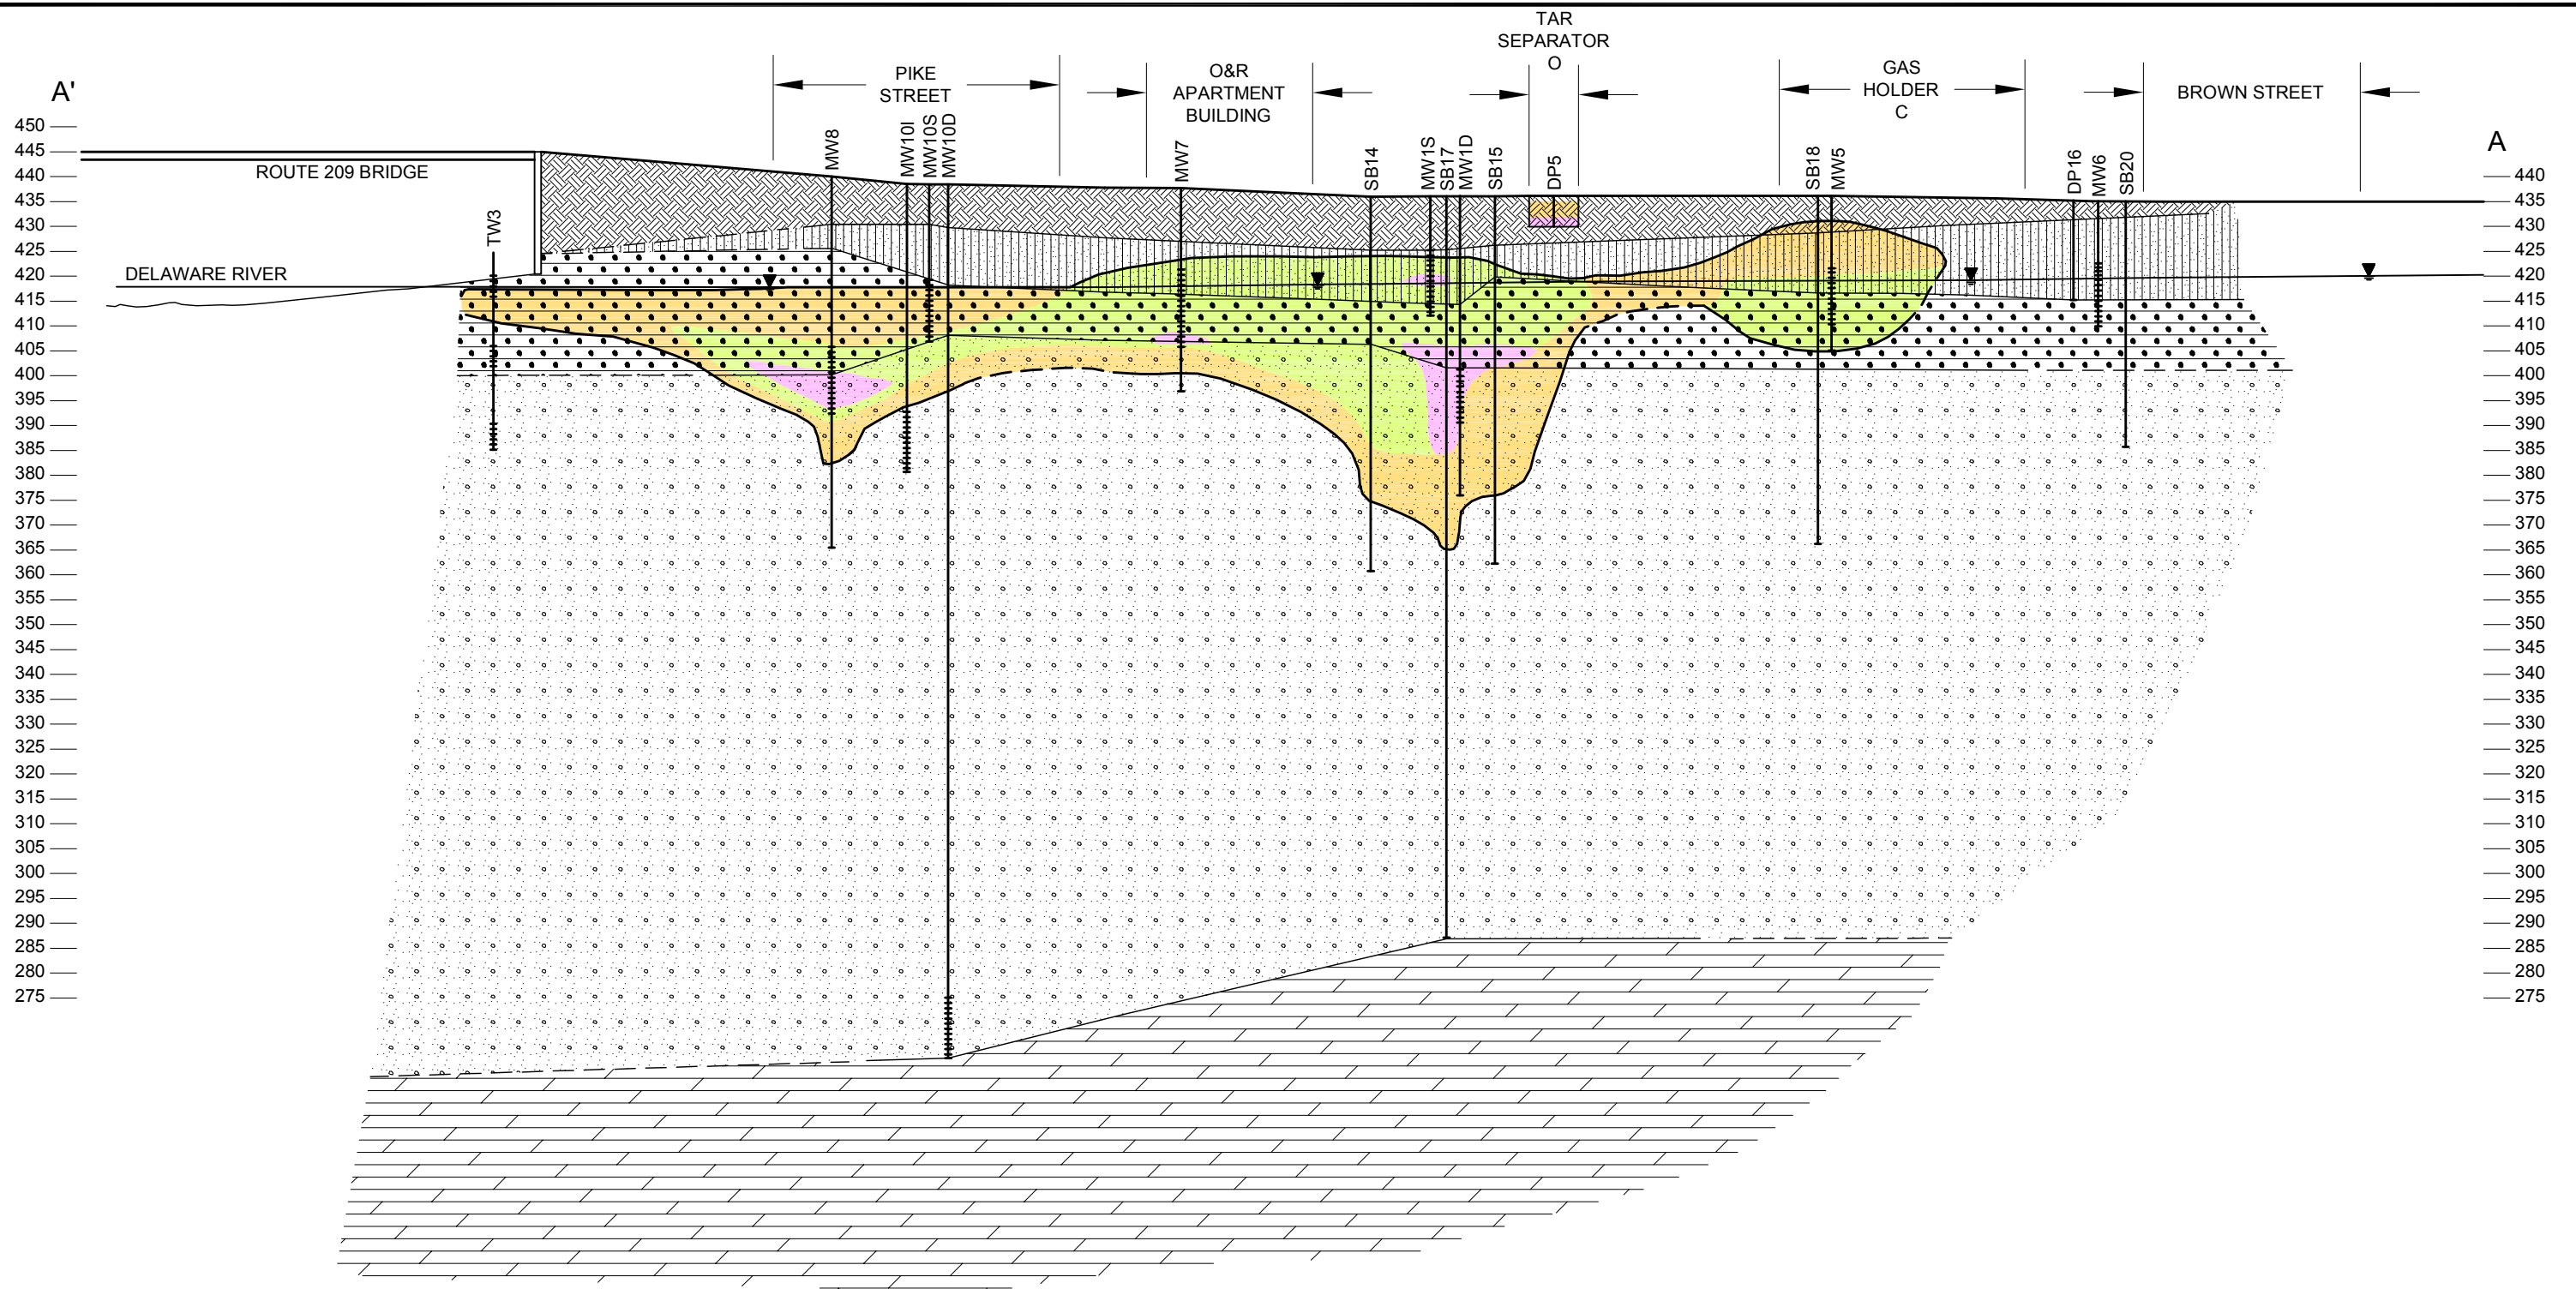 TAR
SEPARATOR
O
PIKE
STREET
O&R
APARTMENT
BUILDING
GAS
HOLDER
C
BROWN STREET
A'
A
ROUTE 209 BRIDGE
DELAWARE RIVER
TW3
MW8
MW10I
MW10S
MW10D
MW7
SB14
MW1S
SB17
MW1D
SB15
DP5
SB18
MW5
DP16
MW6
SB20
450
445
440
435
430
425
420
415
410
405
400
395
390
385
380
375
370
365
360
355
350
345
340
335
330
325
320
315
310
305
300
295
290
285
280
275
440
435
430
425
420
415
410
405
400
395
390
385
380
375
370
365
360
355
350
345
340
335
330
325
320
315
310
305
300
295
290
285
280
275